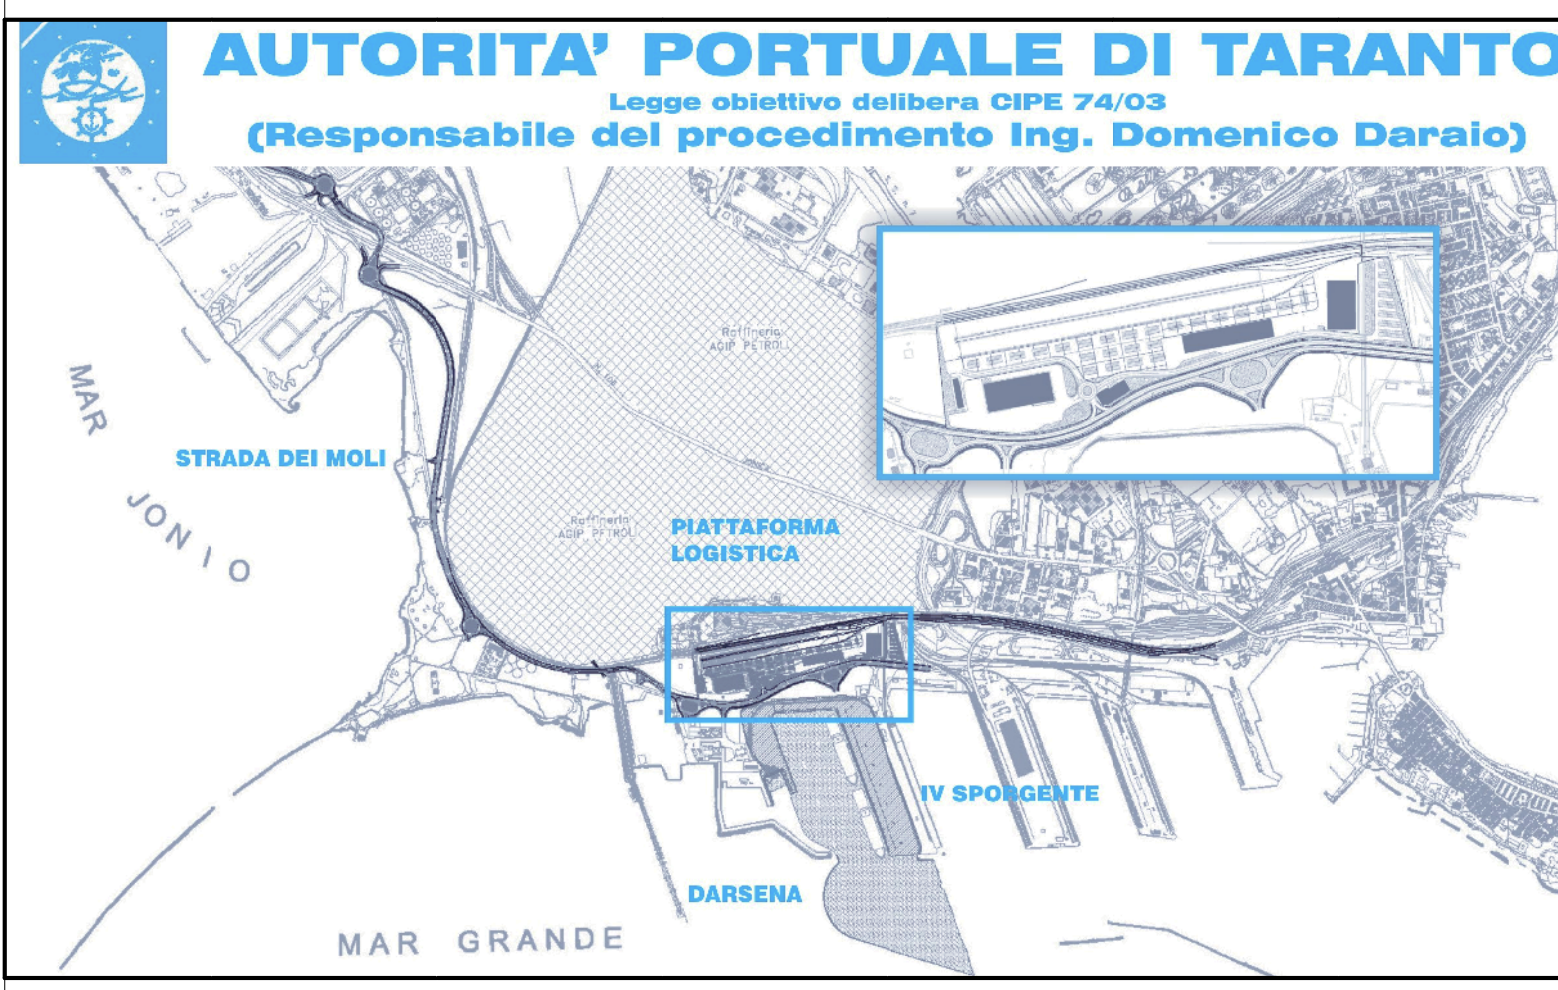 AUTORITA' PORTUALE DI TARANTO
Legge obiettivo delibera CIPE 74/03
(Responsabile del procedimento Ing. Domenico Daraio)
Raffineria
AGIP PETROLI
N. 106
MAR
JONIO
STRADA DEI MOLI
Raffineria
AGIP PETROLI
PIATTAFORMA
LOGISTICA
IV SPORGENTE
DARSENA
MAR GRANDE